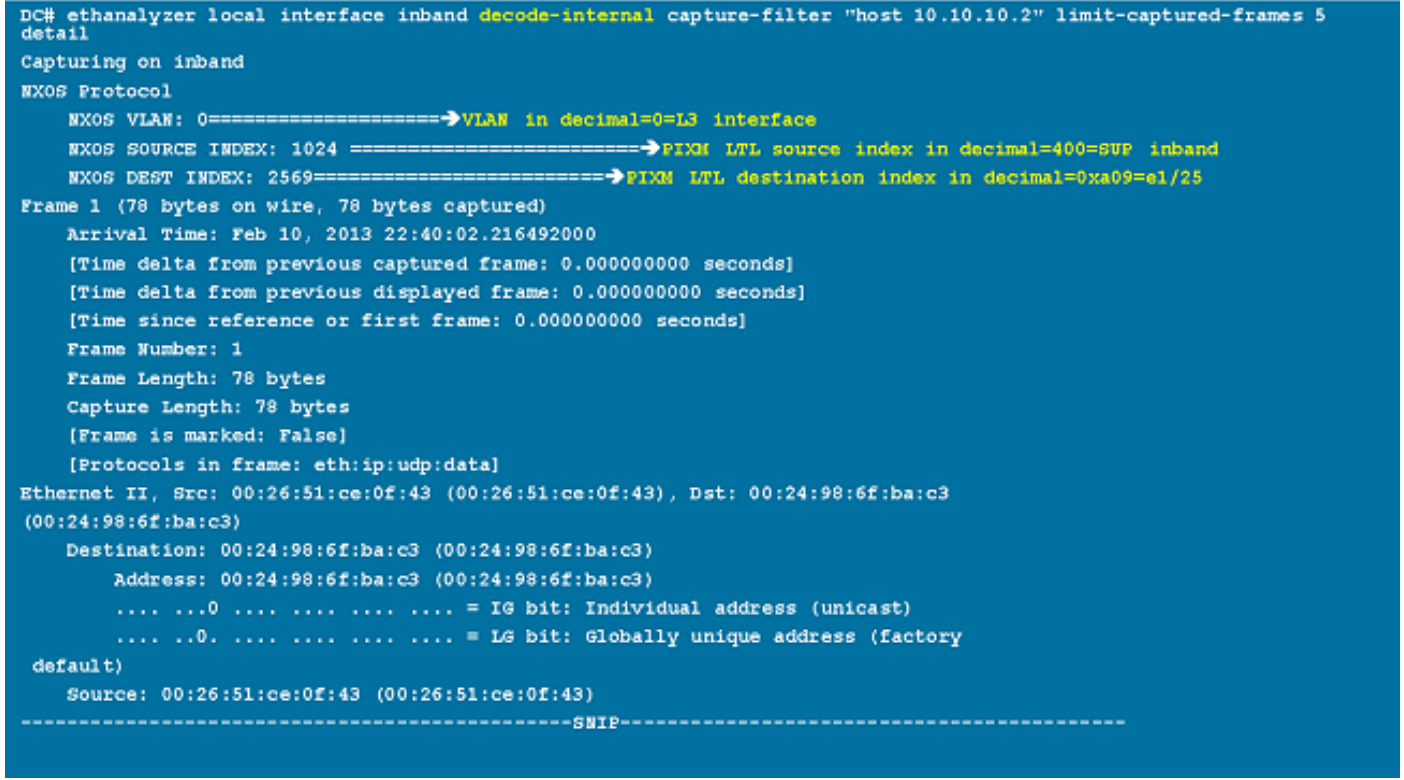 DC# ethanalyzer local interface inband decode-internal capture-filter "host 10.10.10.2" limit-captured-frames 5
detail
Capturing on inband
NXOS Protocol
NXOS VLAN: 0====================➔VLAN in decimal=0=L3 interface
NXOS SOURCE INDEX: 1024 =========================➔PIXM LTL source index in decimal=400=SUP inband
NXOS DEST INDEX: 2569=========================➔PIXM LTL destination index in decimal=0xa09=e1/25
Frame 1 (78 bytes on wire, 78 bytes captured)
Arrival Time: Feb 10, 2013 22:40:02.216492000
[Time delta from previous captured frame: 0.000000000 seconds]
[Time delta from previous displayed frame: 0.000000000 seconds]
[Time since reference or first frame: 0.000000000 seconds]
Frame Number: 1
Frame Length: 78 bytes
Capture Length: 78 bytes
[Frame is marked: False]
[Protocols in frame: eth:ip:udp:data]
Ethernet II, Src: 00:26:51:ce:0f:43 (00:26:51:ce:0f:43), Dst: 00:24:98:6f:ba:c3
(00:24:98:6f:ba:c3)
Destination: 00:24:98:6f:ba:c3 (00:24:98:6f:ba:c3)
Address: 00:24:98:6f:ba:c3 (00:24:98:6f:ba:c3)
.... ...0 .... .... .... .... = IG bit: Individual address (unicast)
.... ..0. .... .... .... .... = LG bit: Globally unique address (factory
default)
Source: 00:26:51:ce:0f:43 (00:26:51:ce:0f:43)
------------------------------------------------SNIP--------------------------------------------